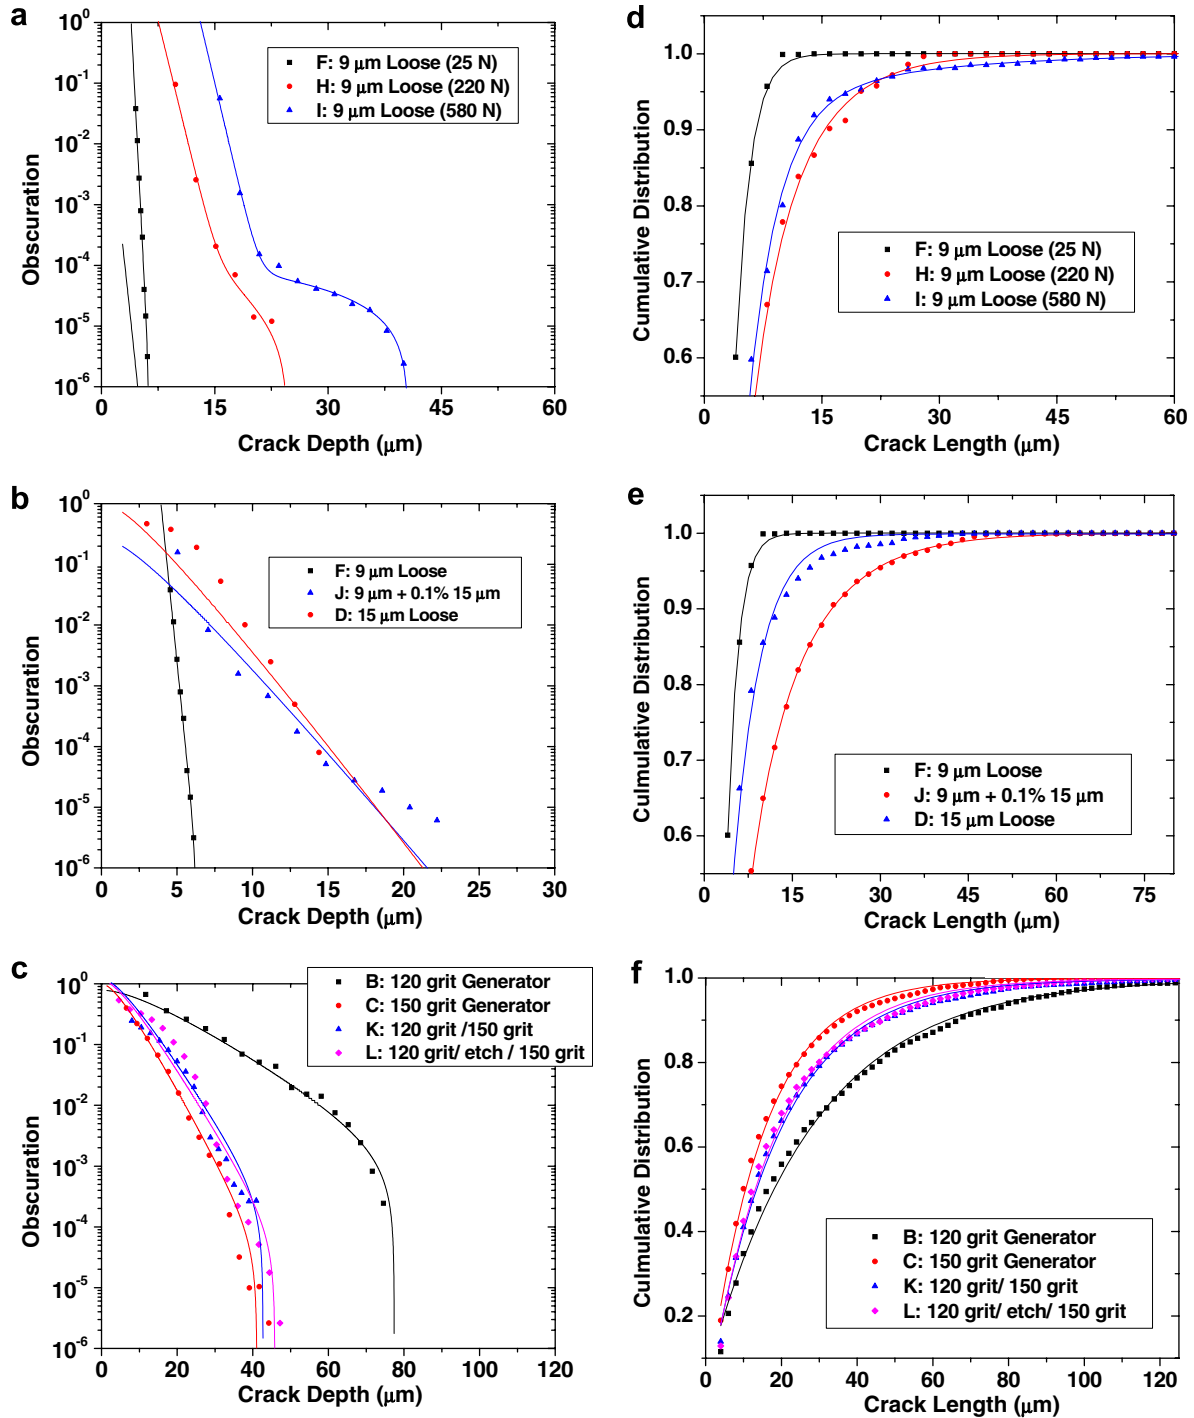 a
10⁰
10⁻¹
10⁻²
10⁻³
10⁻⁴
10⁻⁵
10⁻⁶
Obscuration
F: 9 μm Loose (25 N)
H: 9 μm Loose (220 N)
I: 9 μm Loose (580 N)
0 15 30 45 60
Crack Depth (μm)
d
1.0
0.9
0.8
0.7
0.6
Cumulative Distribution
F: 9 μm Loose (25 N)
H: 9 μm Loose (220 N)
I: 9 μm Loose (580 N)
0 15 30 45 60
Crack Length (μm)
b
10⁰
10⁻¹
10⁻²
10⁻³
10⁻⁴
10⁻⁵
10⁻⁶
Obscuration
F: 9 μm Loose
J: 9 μm + 0.1% 15 μm
D: 15 μm Loose
0 5 10 15 20 25 30
Crack Depth (μm)
e
1.0
0.9
0.8
0.7
0.6
Culmulative Distribution
F: 9 μm Loose
J: 9 μm + 0.1% 15 μm
D: 15 μm Loose
0 15 30 45 60 75
Crack Length (μm)
c
10⁰
10⁻¹
10⁻²
10⁻³
10⁻⁴
10⁻⁵
10⁻⁶
Obscuration
B: 120 grit Generator
C: 150 grit Generator
K: 120 grit /150 grit
L: 120 grit/ etch / 150 grit
0 20 40 60 80 100 120
Crack Depth (μm)
f
1.0
0.8
0.6
0.4
0.2
Culmulative Distribution
B: 120 grit Generator
C: 150 grit Generator
K: 120 grit/ 150 grit
L: 120 grit/ etch/ 150 grit
0 20 40 60 80 100 120
Crack Length (μm)